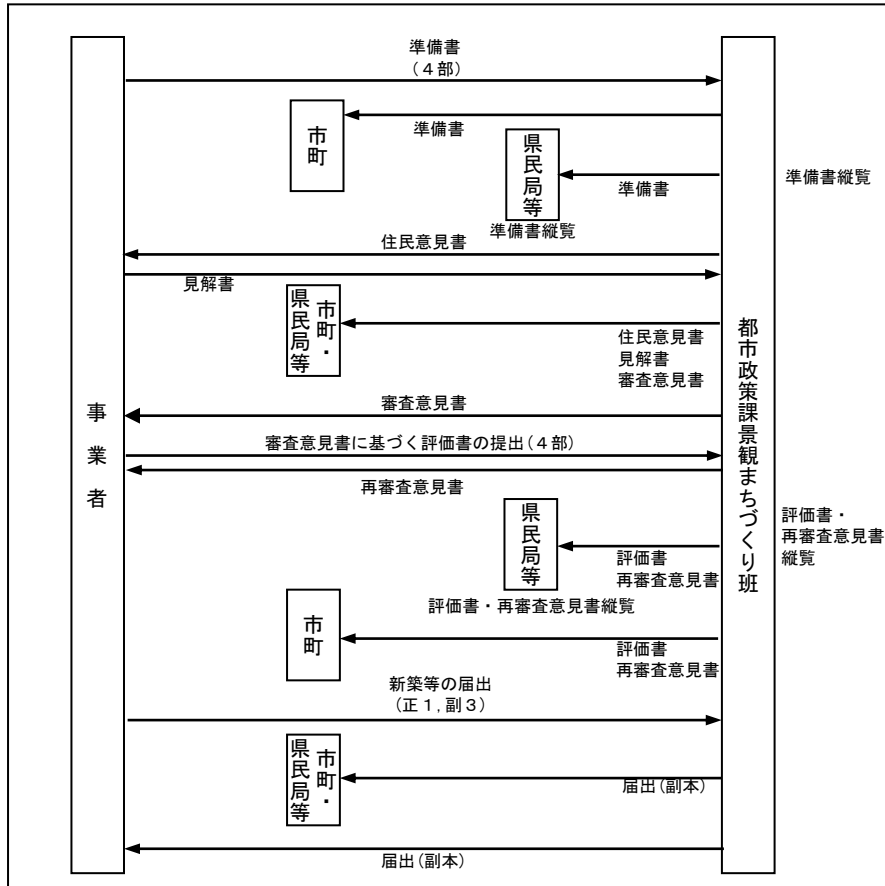 準備書
(４部)
準備書
市町
県民局等
準備書
準備書縦覧
準備書縦覧
住民意見書
見解書
市町・
県民局等
住民意見書
見解書
審査意見書
審査意見書
事業者
都市政策課景観まちづくり班
審査意見書に基づく評価書の提出(４部)
再審査意見書
県民局等
評価書
再審査意見書
評価書・
再審査意見書
縦覧
評価書・再審査意見書縦覧
市町
評価書
再審査意見書
新築等の届出
(正１,副３)
市町・
県民局等
届出(副本)
届出(副本)